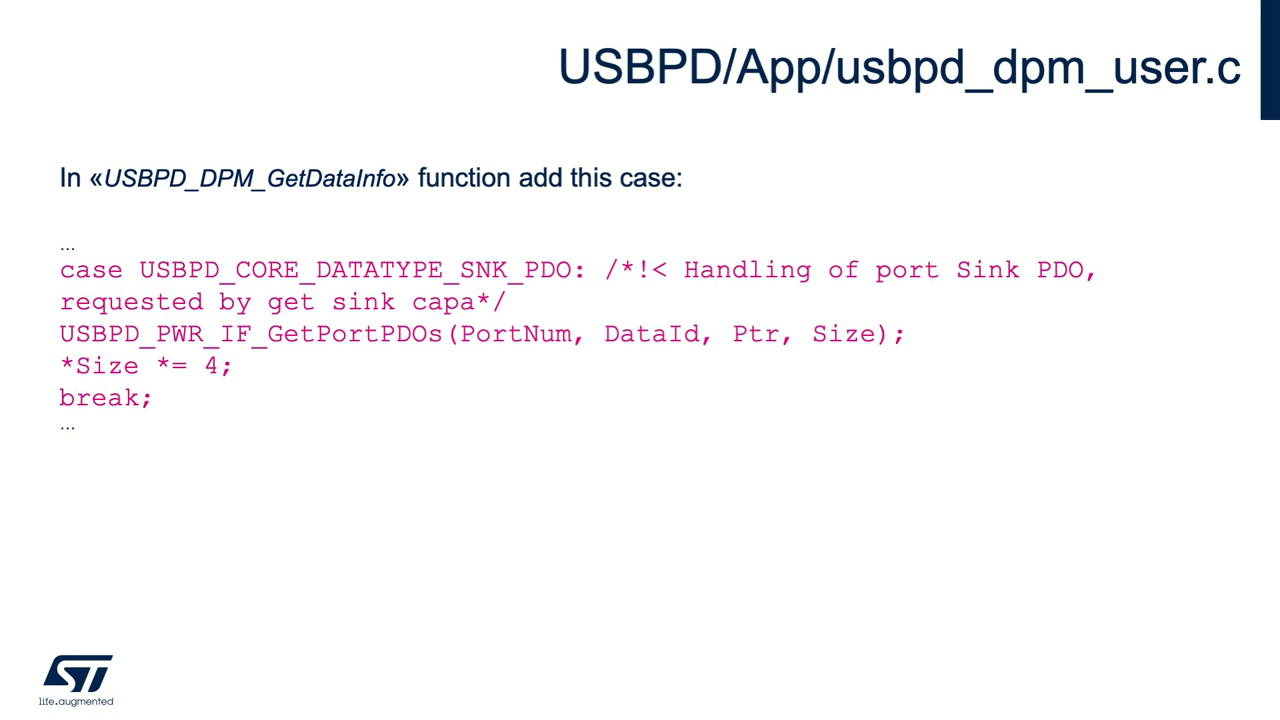 USBPD/App/usbpd_dpm_user.c
In «USBPD_DPM_GetDataInfo» function add this case:
...
case USBPD_CORE_DATATYPE_SNK_PDO: /*!< Handling of port Sink PDO,
requested by get sink capa*/
USBPD_PWR_IF_GetPortPDOs(PortNum, DataId, Ptr, Size);
*Size *= 4;
break;
...
ST
life.augmented